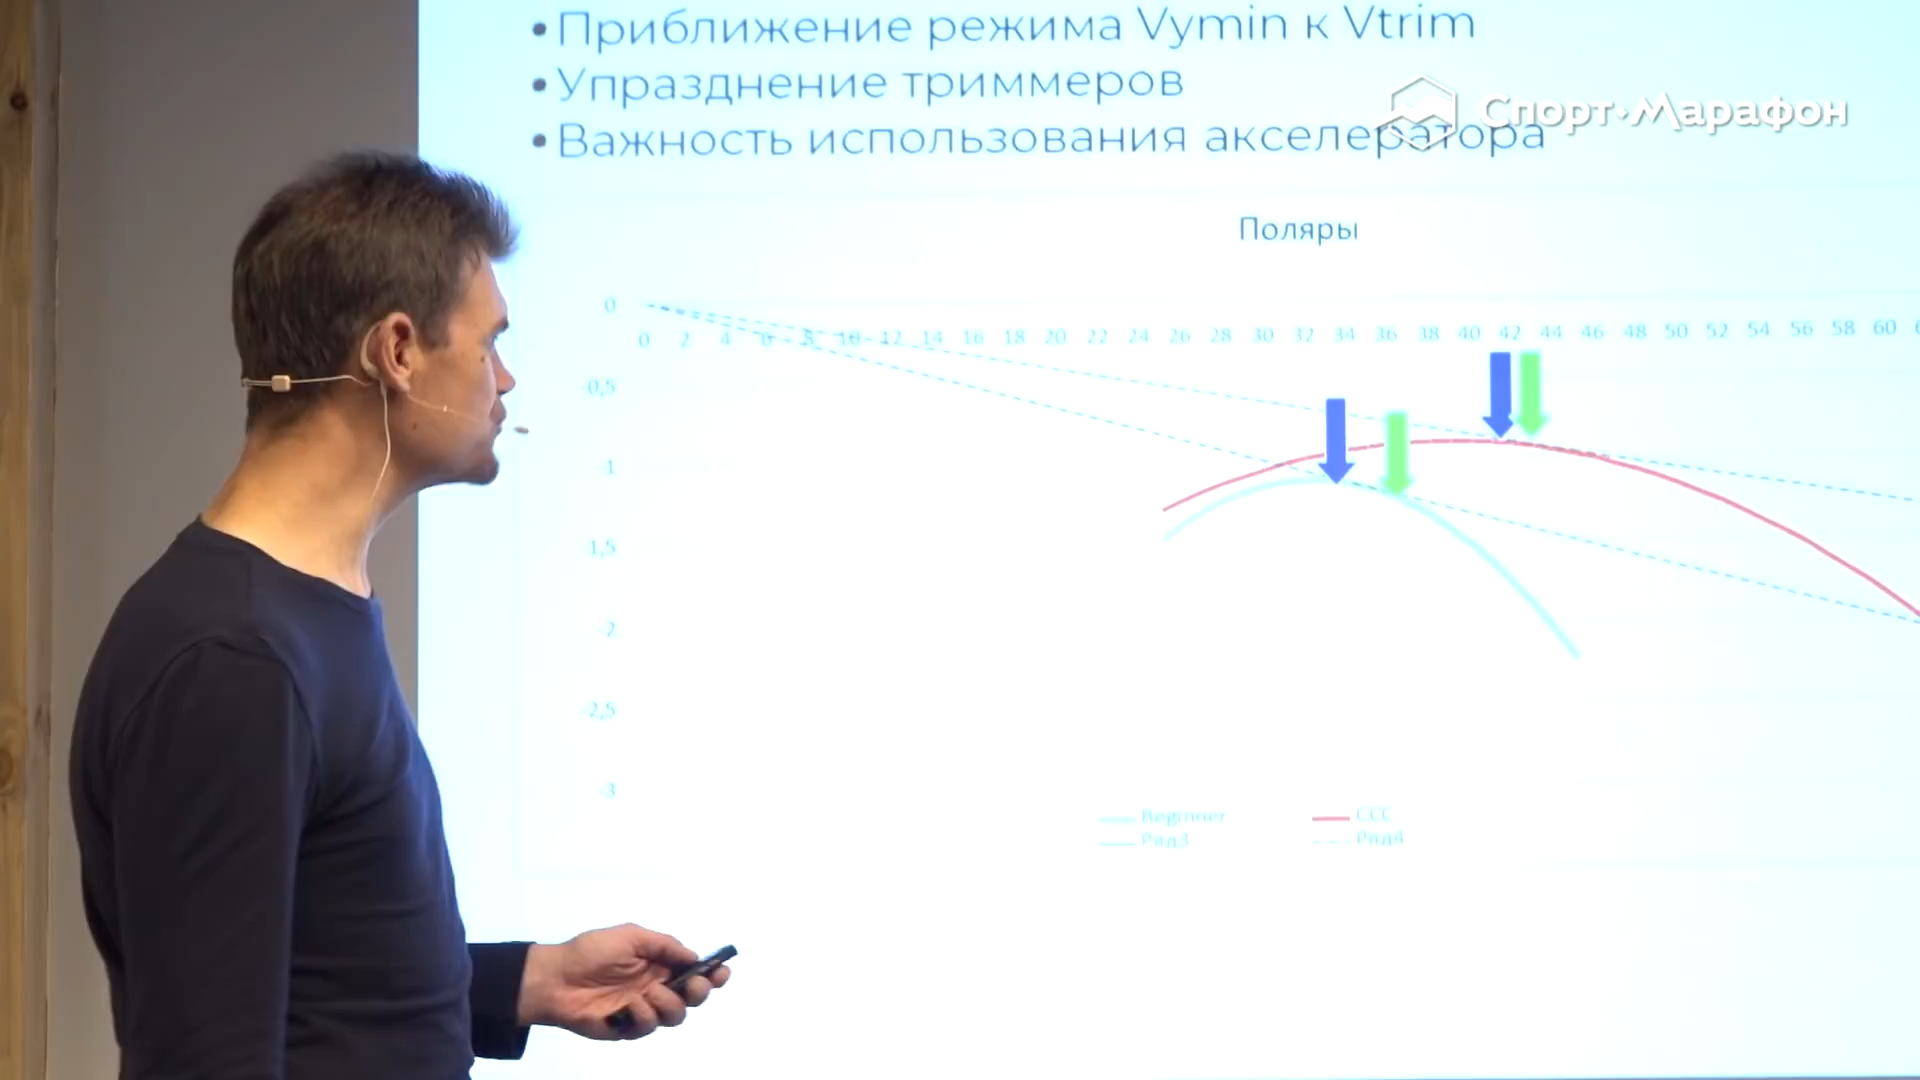 • Приближение режима Vymin к Vtrim
• Упразднение триммеров
Спорт-Марафон
• Важность использования акселератора
Поляры
0
0 2 4 6 8 10 12 14 16 18 20 22 24 26 28 30 32 34 36 38 40 42 44 46 48 50 52 54 56 58 60
-0,5
-1
-1,5
-2
-2,5
-3
Beginner CCC
Ряд3 Ряд4